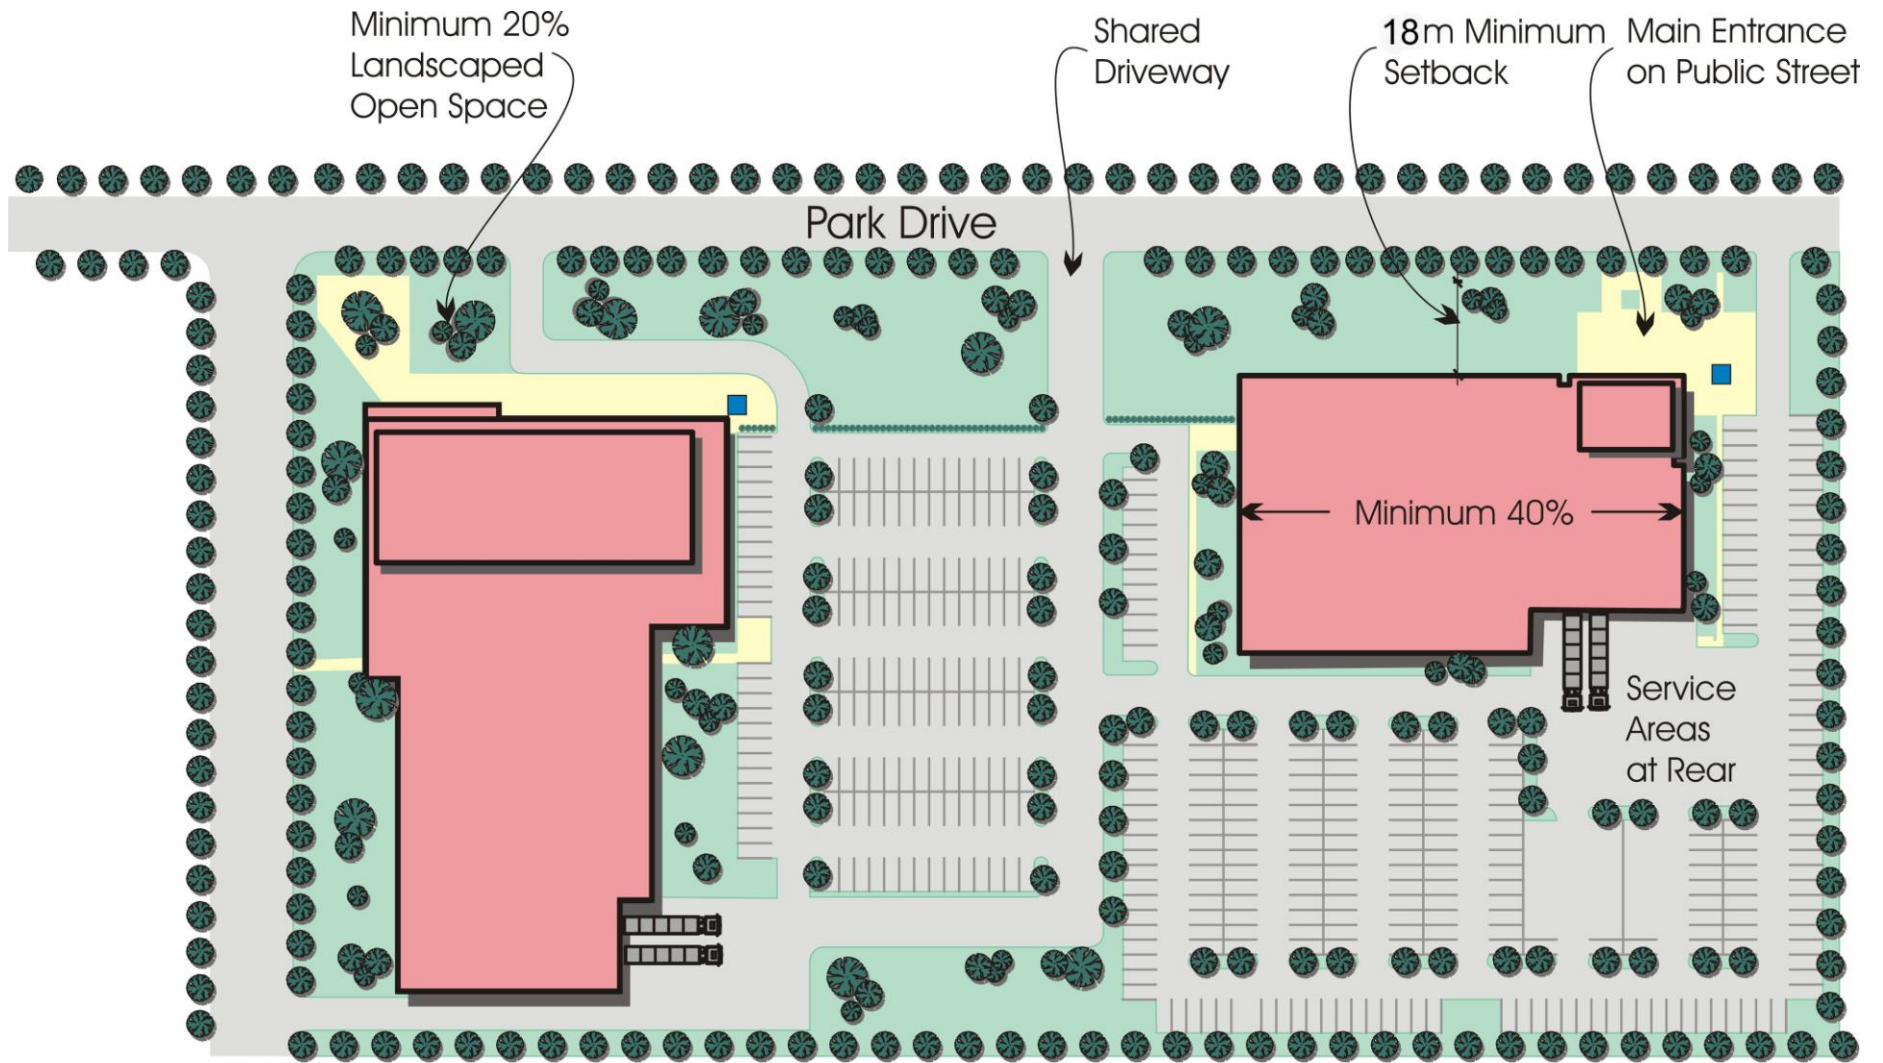 Minimum 20%
Landscaped
Open Space
Shared
Driveway
18m Minimum
Setback
Main Entrance
on Public Street
Park Drive
Minimum 40%
Service
Areas
at Rear